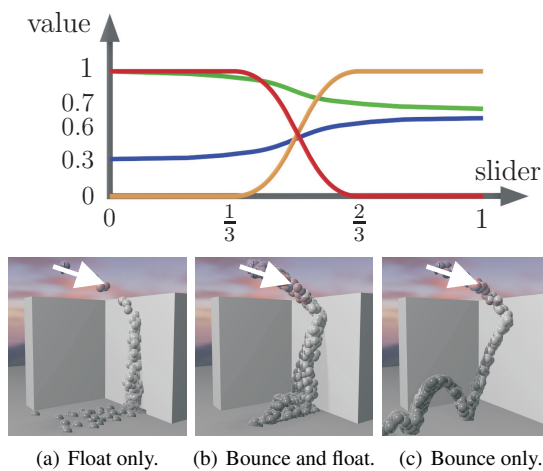 value
1
0.7
0.6
0.3
0
slider
0 1/3 2/3 1
(a) Float only. (b) Bounce and float. (c) Bounce only.